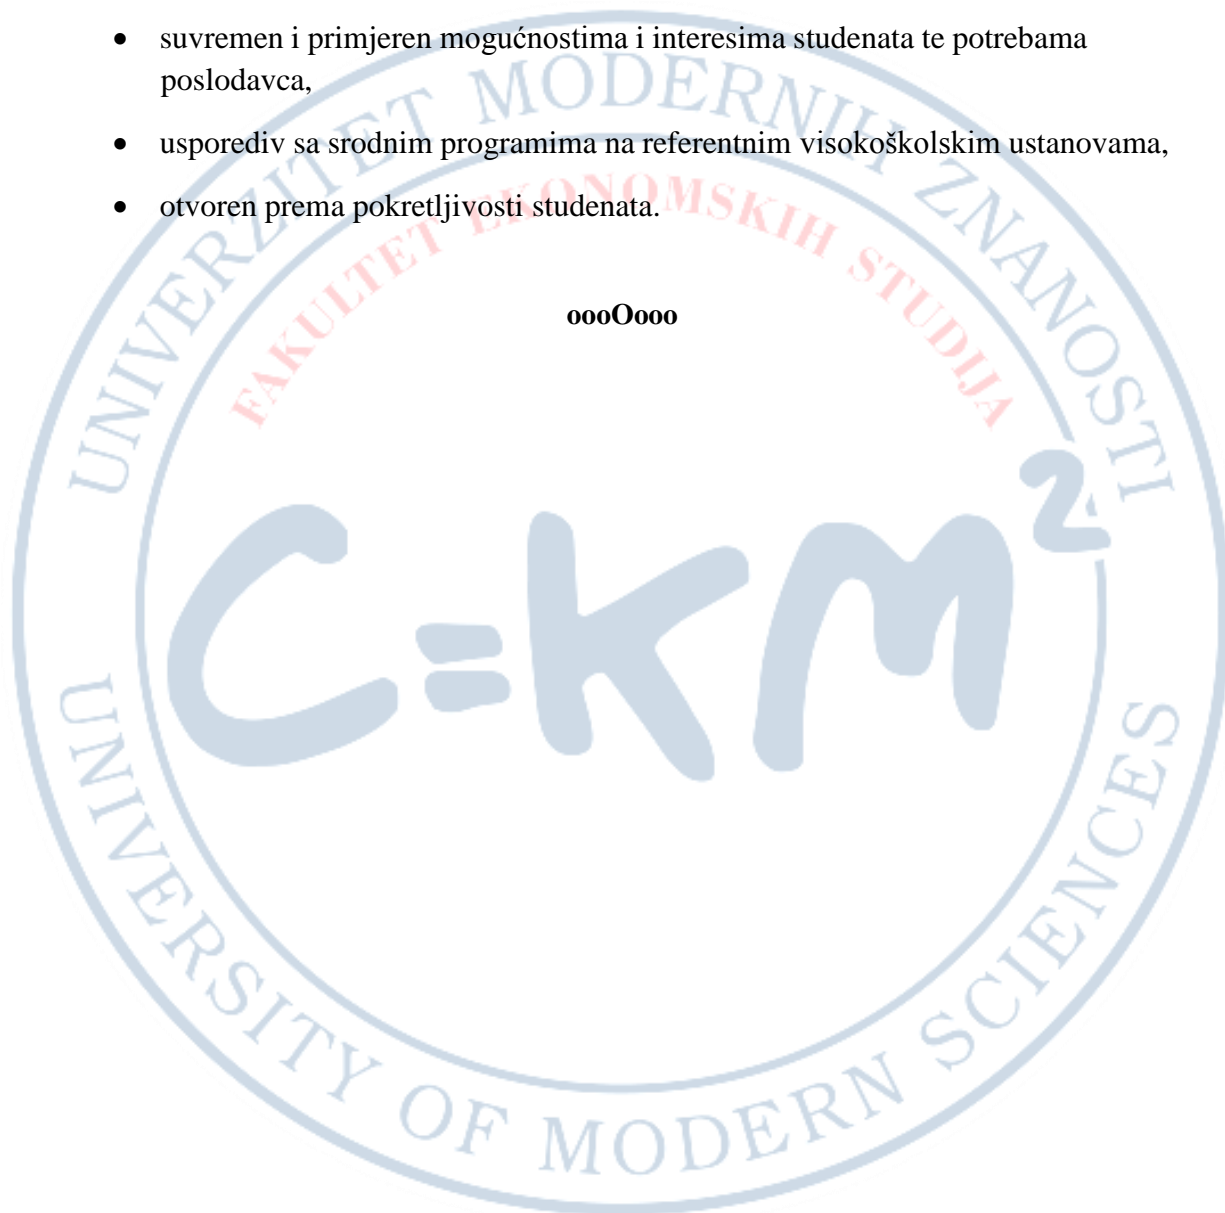 • suvremen i primjeren mogućnostima i interesima studenata te potrebama
poslodavca,
• usporediv sa srodnim programima na referentnim visokoškolskim ustanovama,
• otvoren prema pokretljivosti studenata.
oooOooo
UNIVERZITET MODERNIH ZNANOSTI
FAKULTET EKONOMSKIH STUDIJA
C=KM²
UNIVERSITY OF MODERN SCIENCES